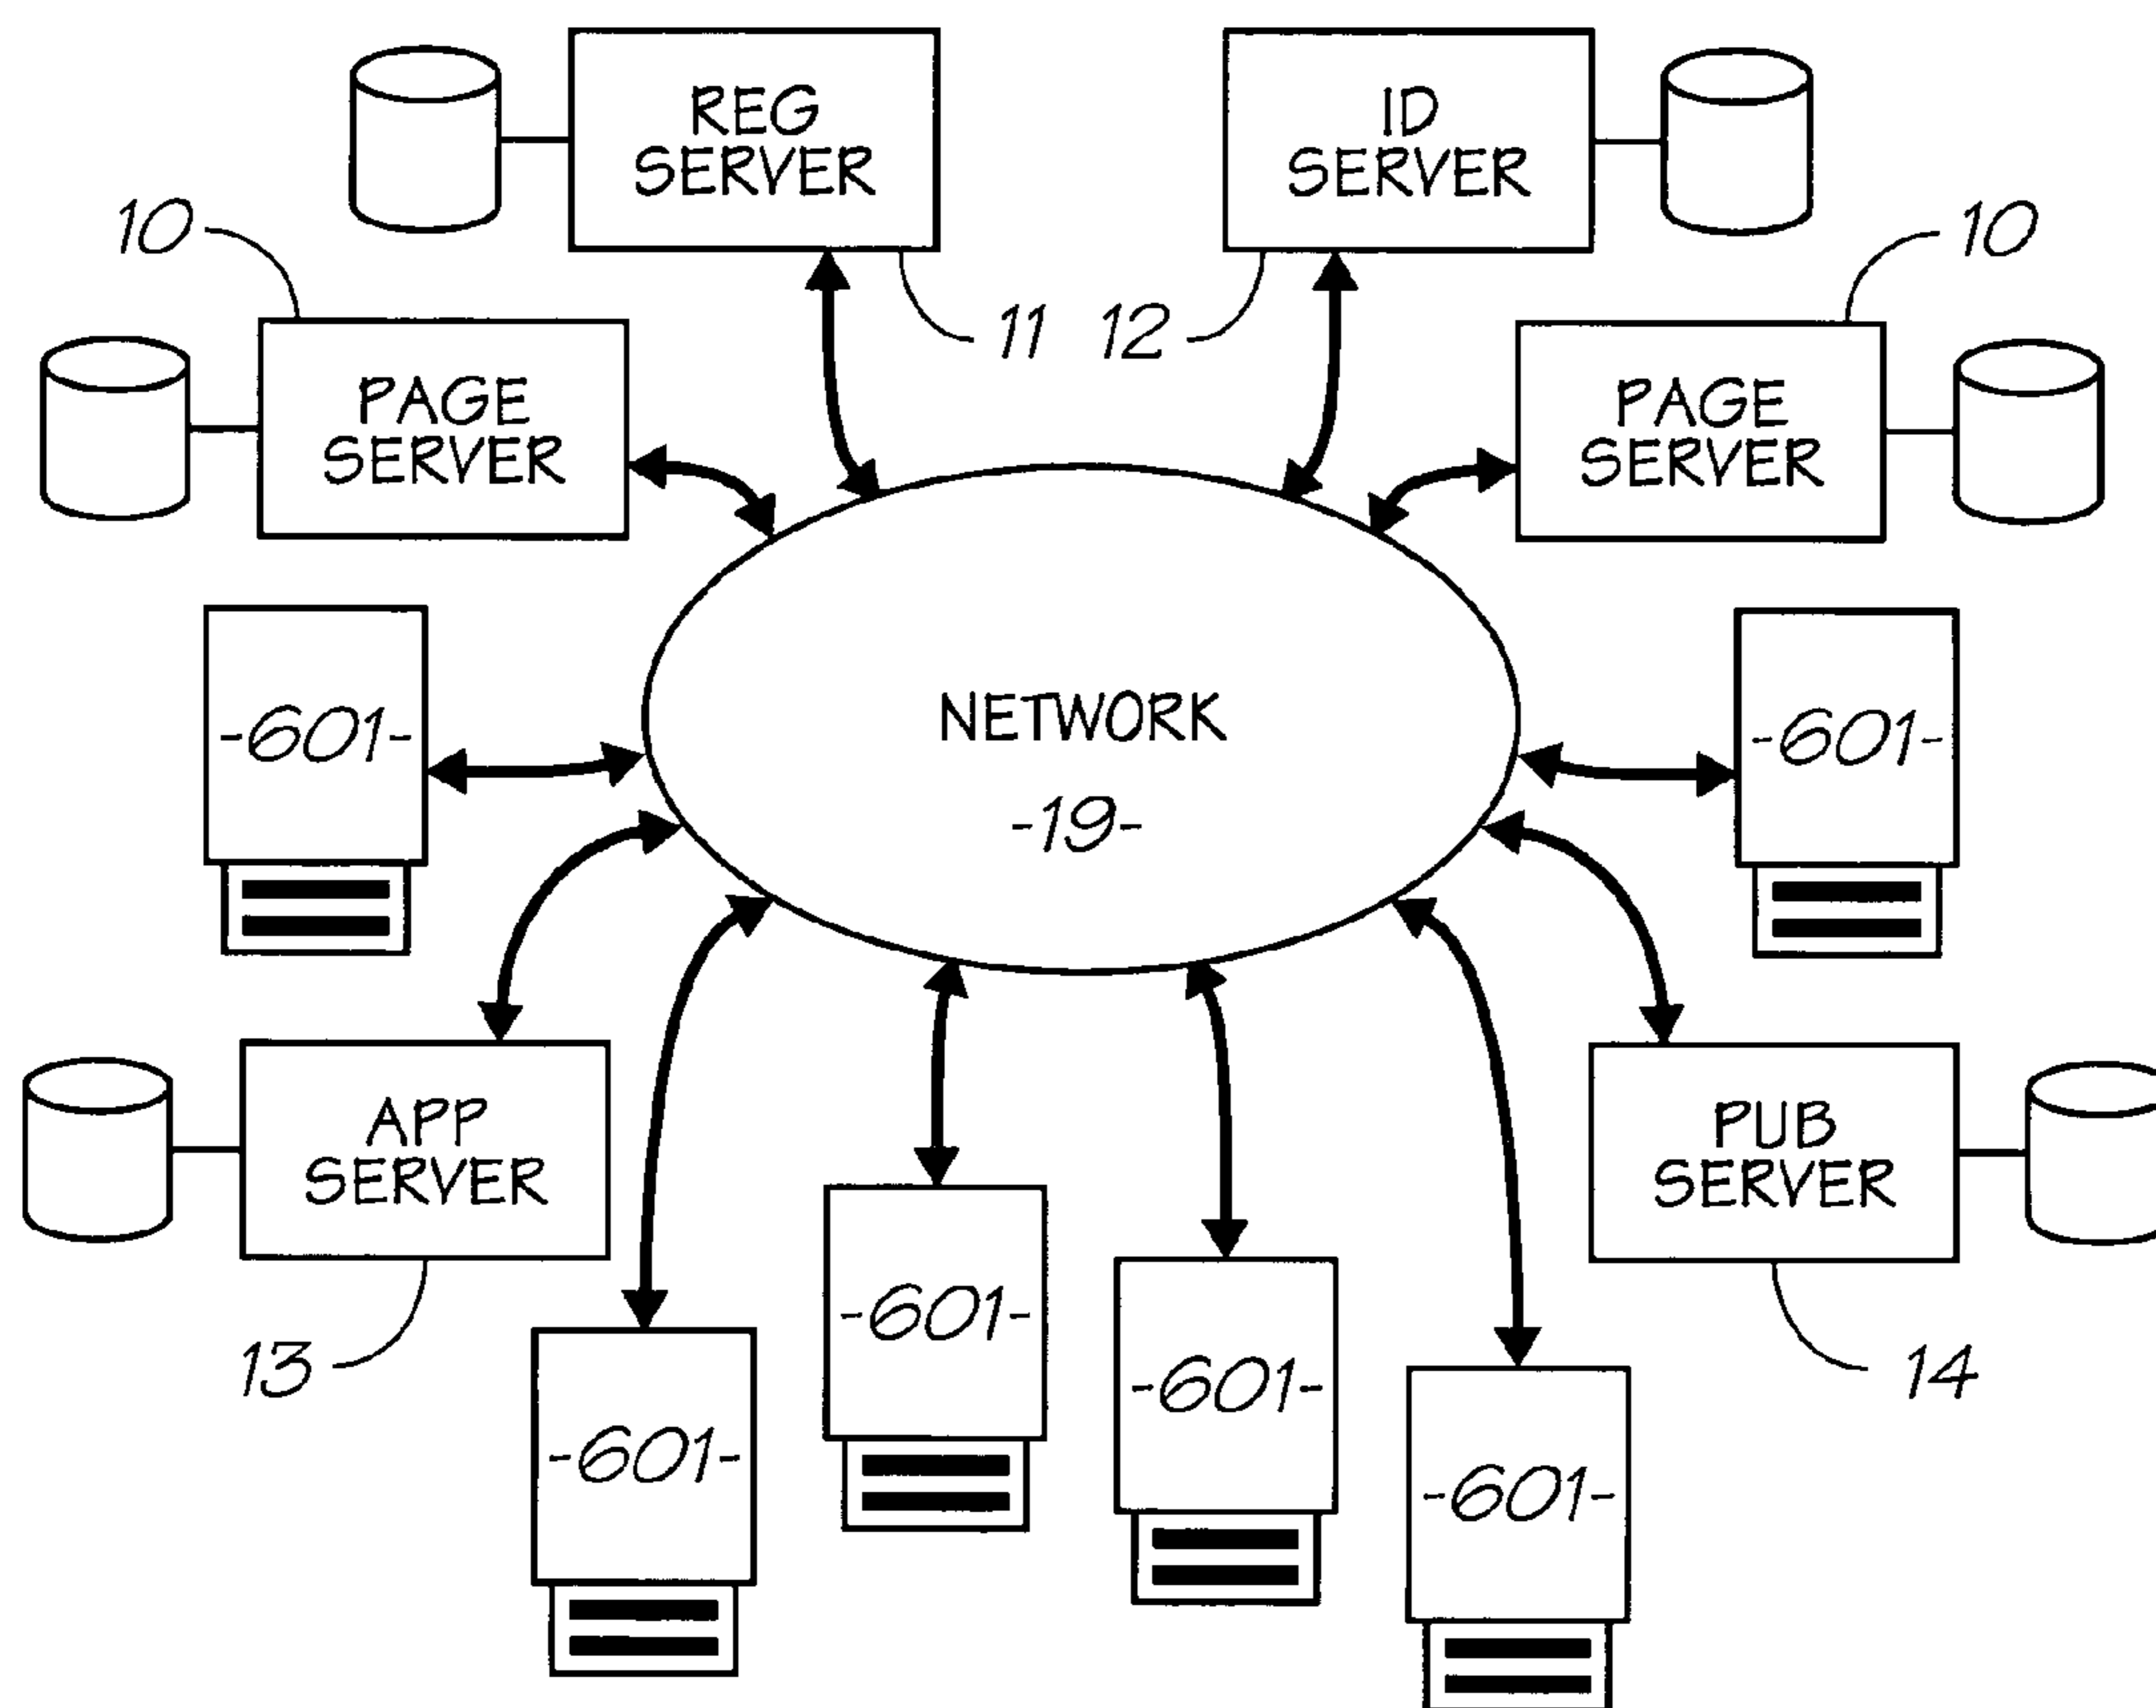 REG
SERVER
ID
SERVER
10
10
11
12
PAGE
SERVER
PAGE
SERVER
-601-
NETWORK
-19-
-601-
APP
SERVER
PUB
SERVER
13
-601-
-601-
-601-
-601-
14